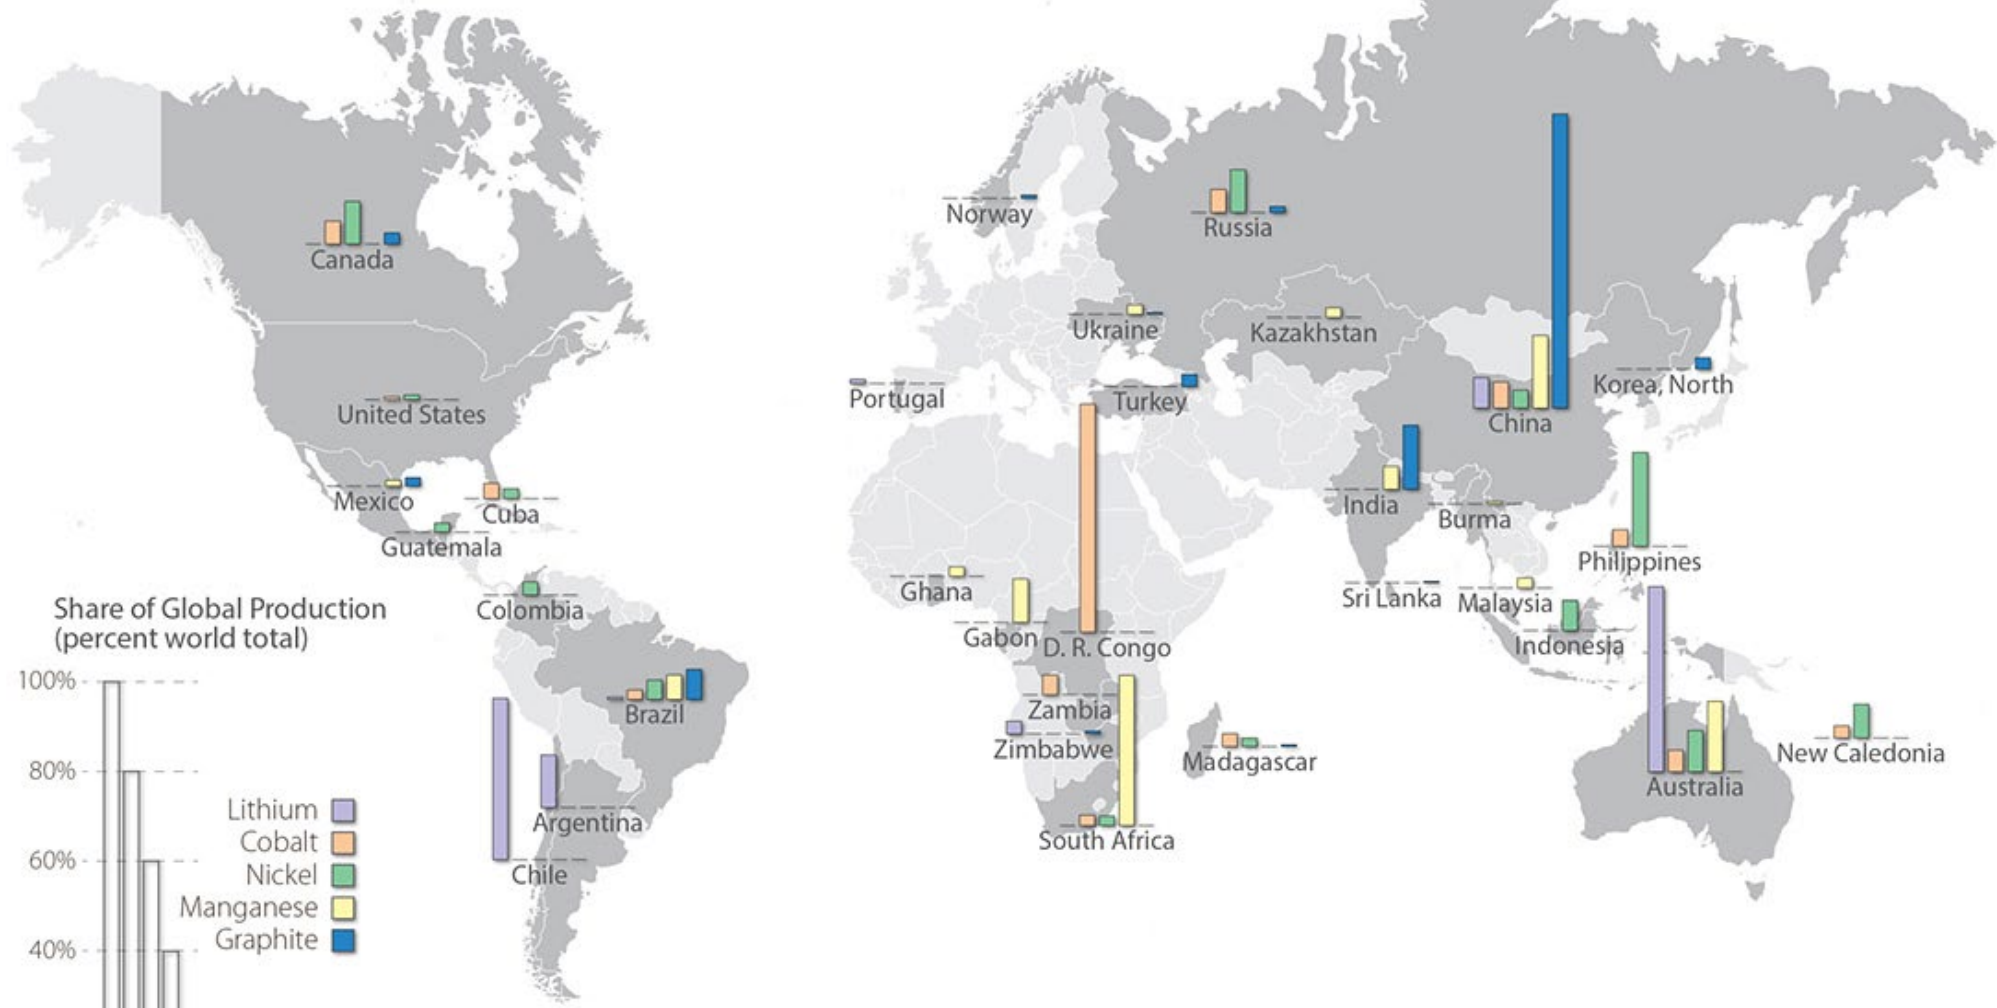 Norway
Russia
Canada
Ukraine
Kazakhstan
Korea, North
Portugal
Turkey
United States
China
Mexico
Cuba
India
Burma
Guatemala
Philippines
Ghana
Sri Lanka
Malaysia
Share of Global Production
(percent world total)
Colombia
Gabon
D. R. Congo
Indonesia
100%
Brazil
Zambia
Zimbabwe
Madagascar
New Caledonia
80%
Australia
Lithium
Argentina
Cobalt
South Africa
60%
Nickel
Chile
Manganese
Graphite
40%